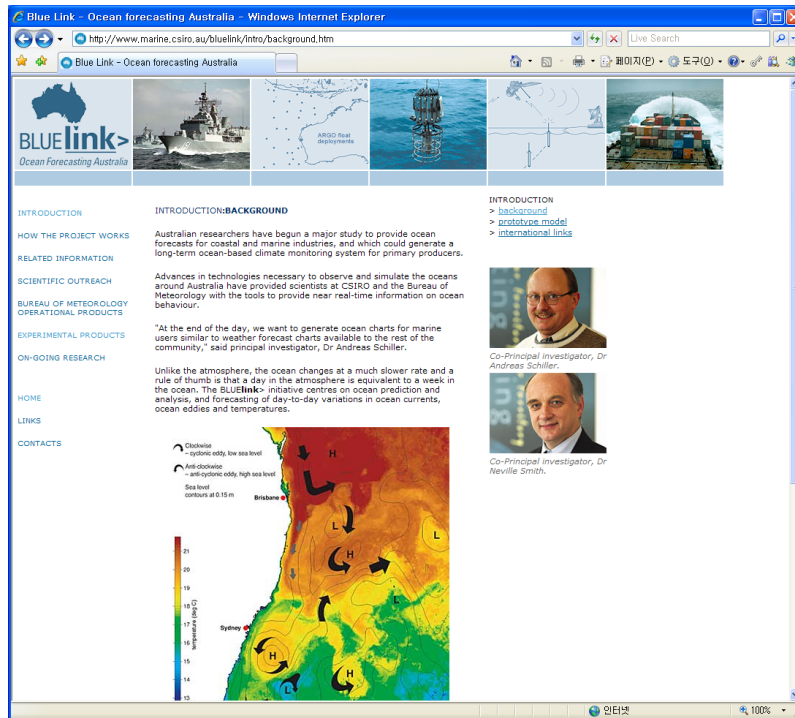 Blue Link - Ocean forecasting Australia - Windows Internet Explorer
http://www.marine.csiro.au/bluelink/intro/background.htm
Live Search
Blue Link - Ocean forecasting Australia
페이지(P)
도구(O)
BLUElink>
Ocean Forecasting Australia
ARGO float
deployments
INTRODUCTION
HOW THE PROJECT WORKS
RELATED INFORMATION
SCIENTIFIC OUTREACH
BUREAU OF METEOROLOGY
OPERATIONAL PRODUCTS
EXPERIMENTAL PRODUCTS
ON-GOING RESEARCH
HOME
LINKS
CONTACTS
INTRODUCTION:BACKGROUND
Australian researchers have begun a major study to provide ocean
forecasts for coastal and marine industries, and which could generate a
long-term ocean-based climate monitoring system for primary producers.
Advances in technologies necessary to observe and simulate the oceans
around Australia have provided scientists at CSIRO and the Bureau of
Meteorology with the tools to provide near real-time information on ocean
behaviour.
"At the end of the day, we want to generate ocean charts for marine
users similar to weather forecast charts available to the rest of the
community," said principal investigator, Dr Andreas Schiller.
Unlike the atmosphere, the ocean changes at a much slower rate and a
rule of thumb is that a day in the atmosphere is equivalent to a week in
the ocean. The BLUElink> initiative centres on ocean prediction and
analysis, and forecasting of day-to-day variations in ocean currents,
ocean eddies and temperatures.
Clockwise
– cyclonic eddy, low sea level
Anti-clockwise
– anti-cyclonic eddy, high sea level
Sea level
contours at 0.15 m
Brisbane
H
L
L
H
L
Sydney
H
H
L
21
20
19
18
17
16
15
14
13
temperature (deg C)
INTRODUCTION
> background
> prototype model
> international links
Co-Principal investigator, Dr
Andreas Schiller.
Co-Principal investigator, Dr
Neville Smith.
인터넷
100%